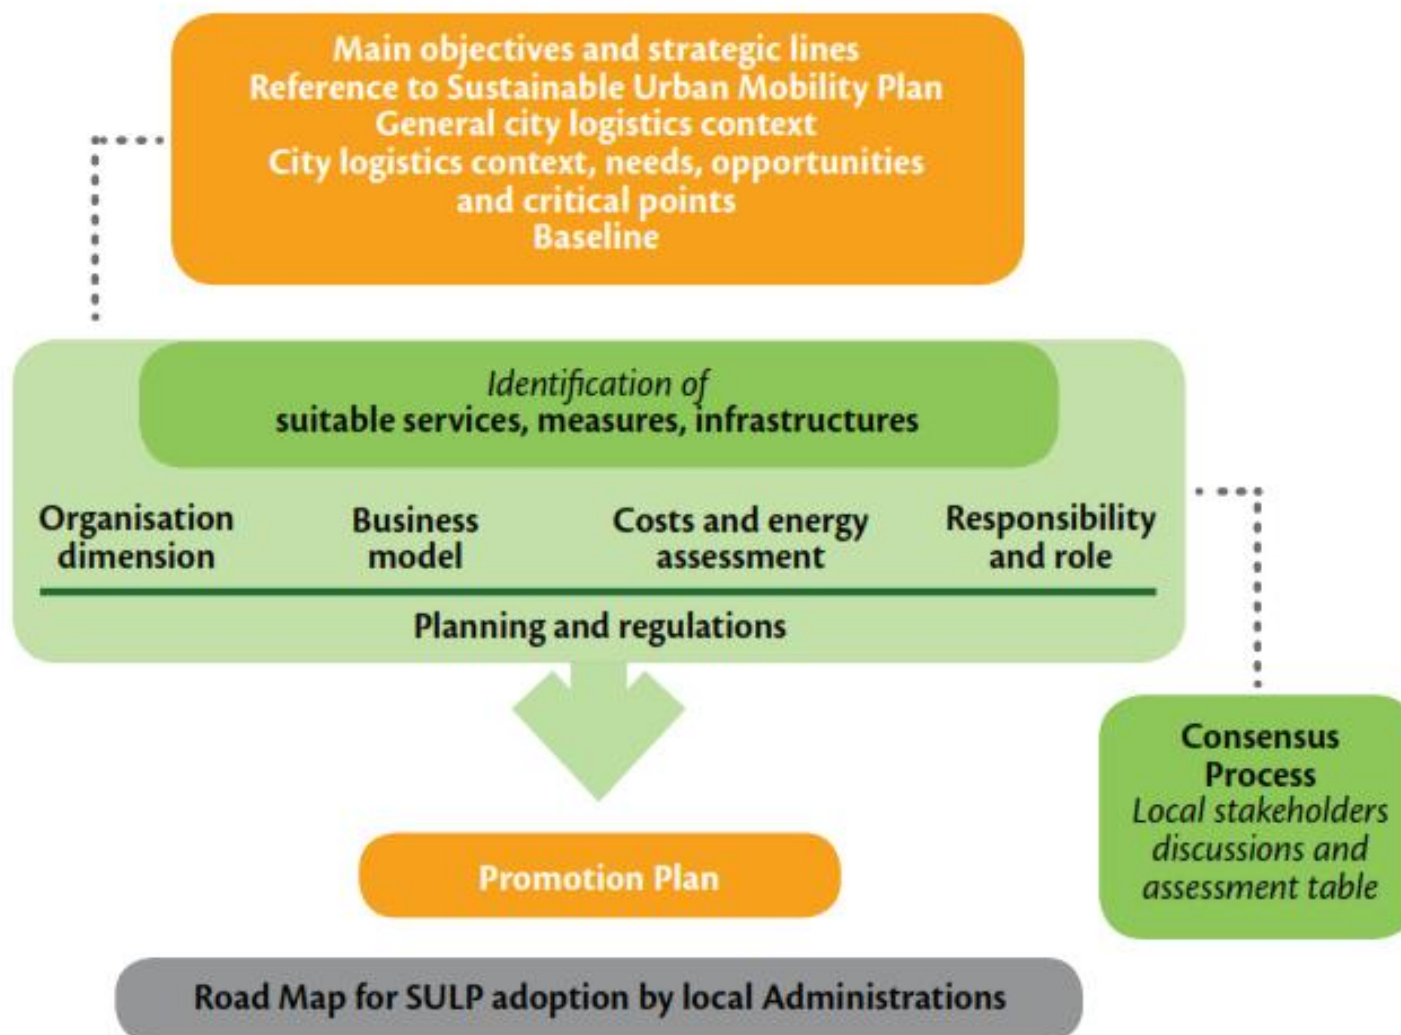 Main objectives and strategic lines
Reference to Sustainable Urban Mobility Plan
General city logistics context
City logistics context, needs, opportunities
and critical points
Baseline
Identification of
suitable services, measures, infrastructures
Organisation
dimension
Business
model
Costs and energy
assessment
Responsibility
and role
Planning and regulations
Consensus
Process
Local stakeholders
discussions and
assessment table
Promotion Plan
Road Map for SULP adoption by local Administrations